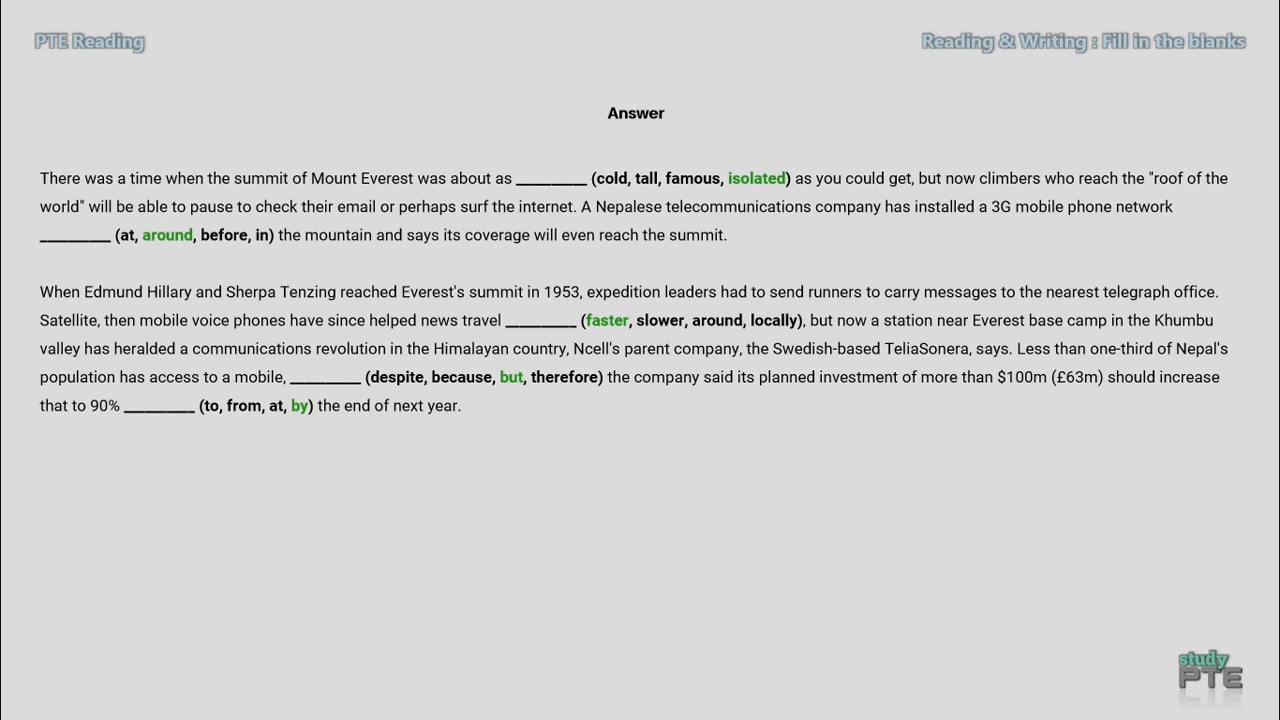 PTE Reading
Reading & Writing : Fill in the blanks
Answer
There was a time when the summit of Mount Everest was about as ________ (cold, tall, famous, isolated) as you could get, but now climbers who reach the "roof of the
world" will be able to pause to check their email or perhaps surf the internet. A Nepalese telecommunications company has installed a 3G mobile phone network
________ (at, around, before, in) the mountain and says its coverage will even reach the summit.
When Edmund Hillary and Sherpa Tenzing reached Everest's summit in 1953, expedition leaders had to send runners to carry messages to the nearest telegraph office.
Satellite, then mobile voice phones have since helped news travel ________ (faster, slower, around, locally), but now a station near Everest base camp in the Khumbu
valley has heralded a communications revolution in the Himalayan country, Ncell's parent company, the Swedish-based TeliaSonera, says. Less than one-third of Nepal's
population has access to a mobile, ________ (despite, because, but, therefore) the company said its planned investment of more than $100m (£63m) should increase
that to 90% ________ (to, from, at, by) the end of next year.
study
PTE